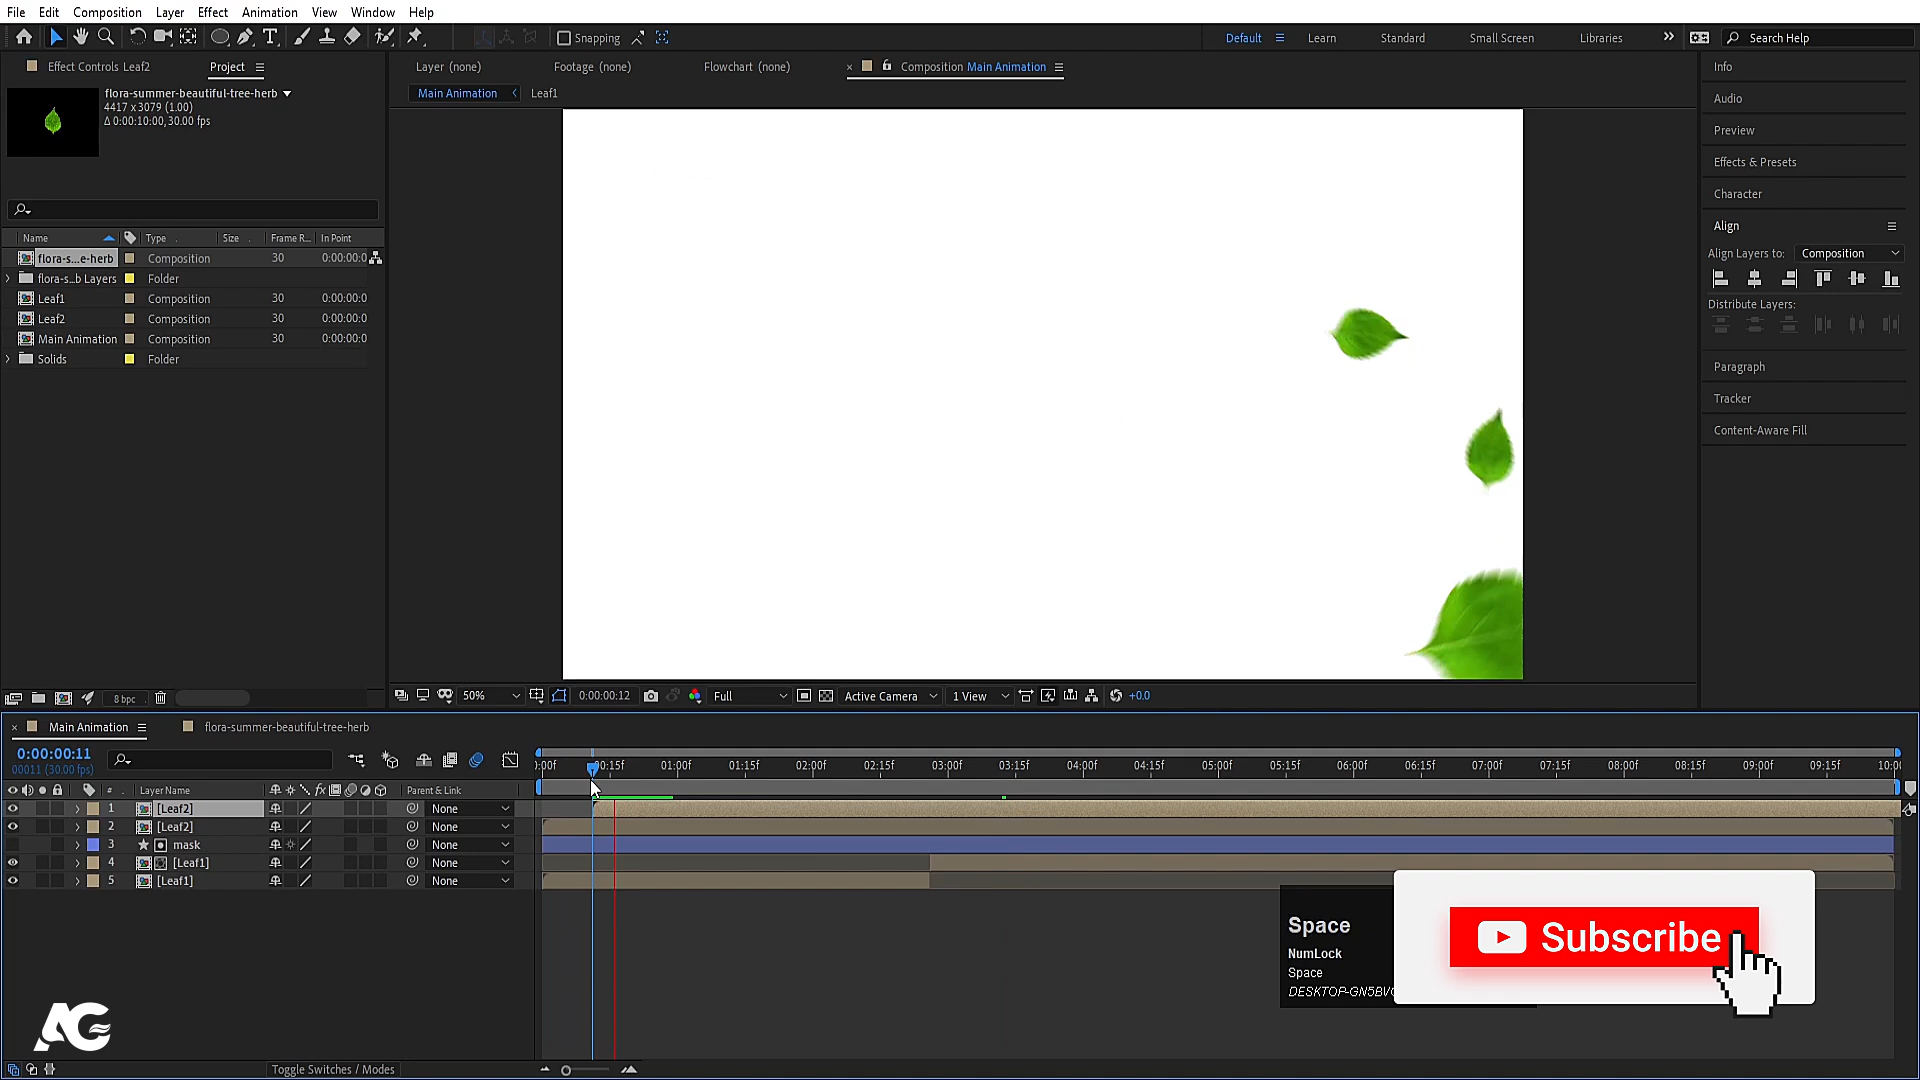 File Edit Composition Layer Effect Animation View Window Help
Snapping Default Learn Standard Small Screen Libraries Search Help
Effect Controls Leaf2 Project
flora-summer-beautiful-tree-herb
4417 x 3079 (1.00)
Δ 0:00:10:00, 30.00 fps
Name Type Size Frame R... In Point
flora-s...e-herb Composition 30 0:00:00:0
flora-s...b Layers Folder
Leaf1 Composition 30 0:00:00:0
Leaf2 Composition 30 0:00:00:0
Main Animation Composition 30 0:00:00:0
Solids Folder
8 bpc
Layer (none) Footage (none) Flowchart (none) Composition Main Animation
Main Animation Leaf1
50% 0:00:00:12 Full Active Camera 1 View +0.0
Info
Audio
Preview
Effects & Presets
Character
Align
Align Layers to: Composition
Distribute Layers:
Paragraph
Tracker
Content-Aware Fill
Main Animation flora-summer-beautiful-tree-herb
0:00:00:11
00011 (30.00 fps)
:00f 00:15f 01:00f 01:15f 02:00f 02:15f 03:00f 03:15f 04:00f 04:15f 05:00f 05:15f 06:00f 06:15f 07:00f 07:15f 08:00f 08:15f 09:00f 09:15f 10:0
# Layer Name fx Parent & Link
1 [Leaf2] None
2 [Leaf2] None
3 mask None
4 [Leaf1] None
5 [Leaf1] None
Toggle Switches / Modes
Space
NumLock
Space
Subscribe
AG